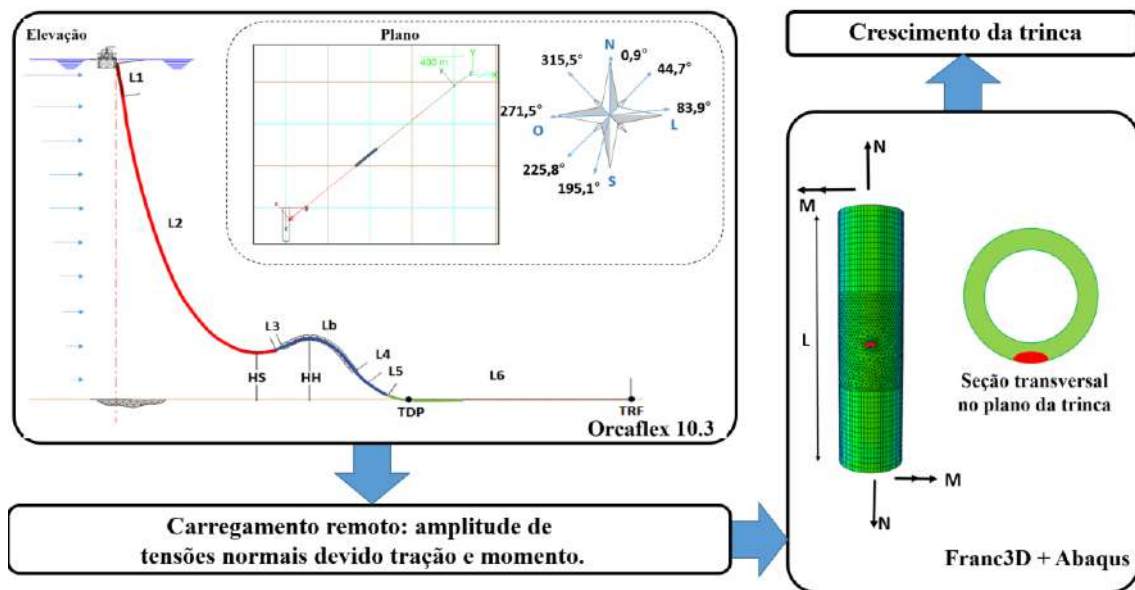 Elevação
Plano
L1
L2
L3
Lb
L4
L5
L6
HS
HH
TDP
TRF
Orcaflex 10.3
400 m
Y
N
0,9°
315,5°
44,7°
271,5°
83,9°
O
L
225,8°
195,1°
S
Carregamento remoto: amplitude de
tensões normais devido tração e momento.
Crescimento da trinca
N
M
L
M
N
Seção transversal
no plano da trinca
Franc3D + Abaqus